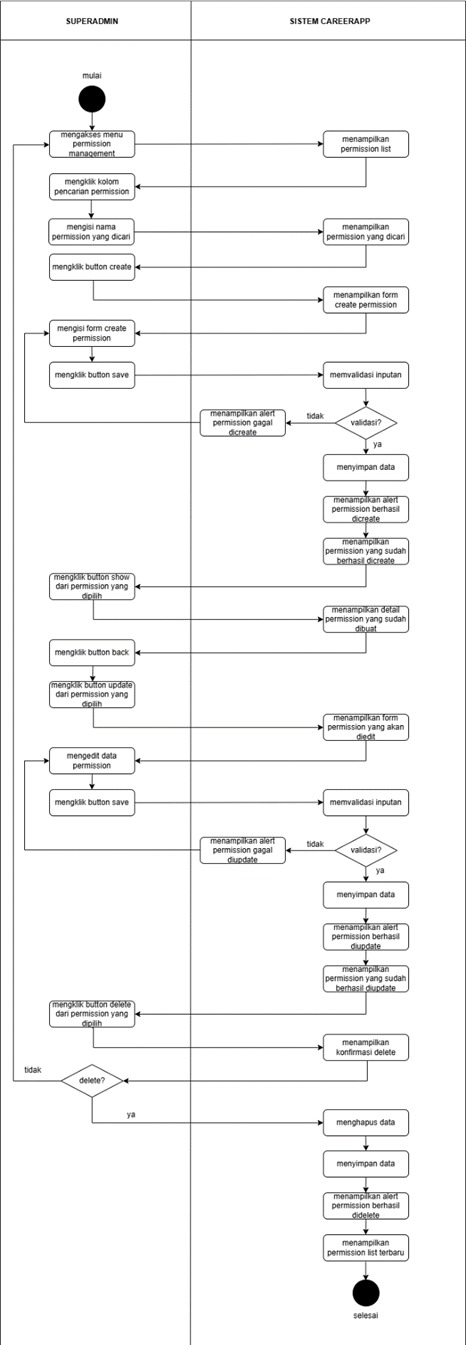 SUPERADMIN
SISTEM CAREERAPP
mulai
mengakses menu
permission
management
menampilkan
permission list
mengklik kolom
pencarian permission
mengisi nama
permission yang dicari
menampilkan
permission yang dicari
mengklik button create
menampilkan form
create permission
mengisi form create
permission
mengklik button save
memvalidasi inputan
menampilkan alert
permission gagal
dicreate
tidak
validasi?
ya
menyimpan data
menampilkan alert
permission berhasil
dicreate
menampilkan
permission yang sudah
berhasil dicreate
mengklik button show
dari permission yang
dipilih
menampilkan detail
permission yang sudah
dibuat
mengklik button back
mengklik button update
dari permission yang
dipilih
menampilkan form
permission yang akan
diedit
mengedit data
permission
mengklik button save
memvalidasi inputan
menampilkan alert
permission gagal
diupdate
tidak
validasi?
ya
menyimpan data
menampilkan alert
permission berhasil
diupdate
menampilkan
permission yang sudah
berhasil diupdate
mengklik button delete
dari permission yang
dipilih
menampilkan
konfirmasi delete
tidak
delete?
ya
menghapus data
menyimpan data
menampilkan alert
permission berhasil
didelete
menampilkan
permission list terbaru
selesai